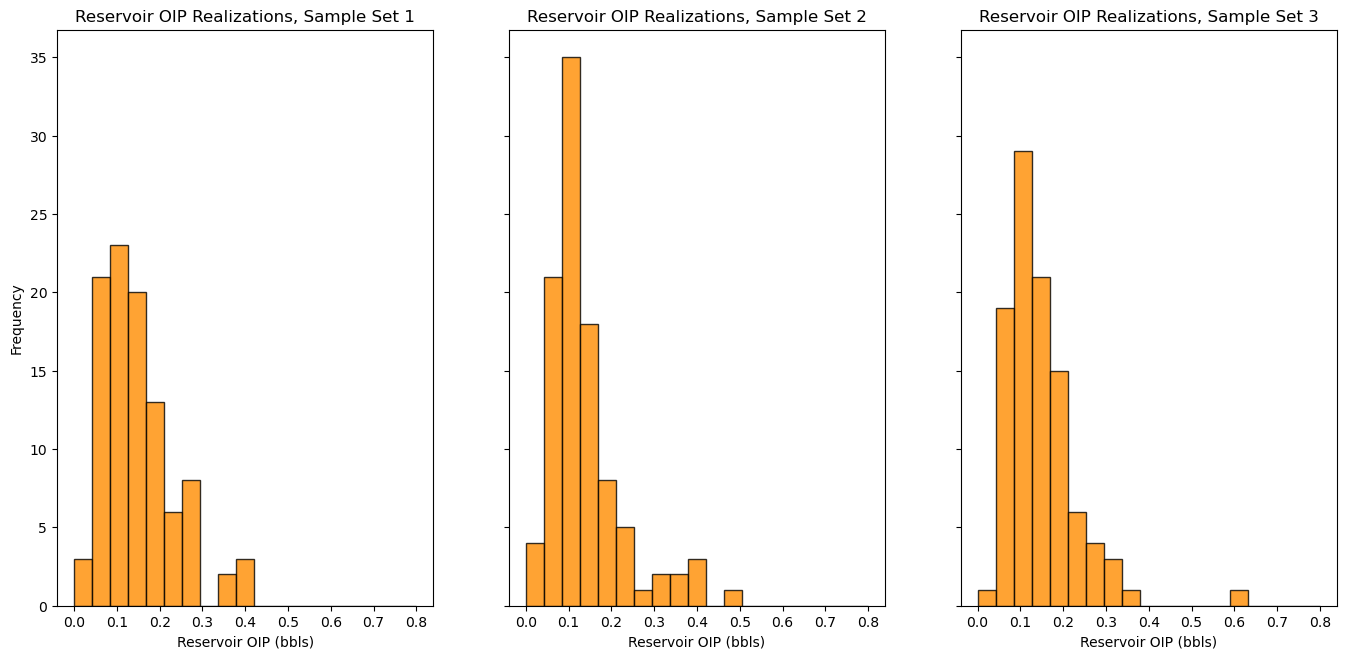 Reservoir OIP Realizations, Sample Set 1
Reservoir OIP Realizations, Sample Set 2
Reservoir OIP Realizations, Sample Set 3
Frequency
35
30
25
20
15
10
5
0
0.0 0.1 0.2 0.3 0.4 0.5 0.6 0.7 0.8
Reservoir OIP (bbls)
0.0 0.1 0.2 0.3 0.4 0.5 0.6 0.7 0.8
Reservoir OIP (bbls)
0.0 0.1 0.2 0.3 0.4 0.5 0.6 0.7 0.8
Reservoir OIP (bbls)